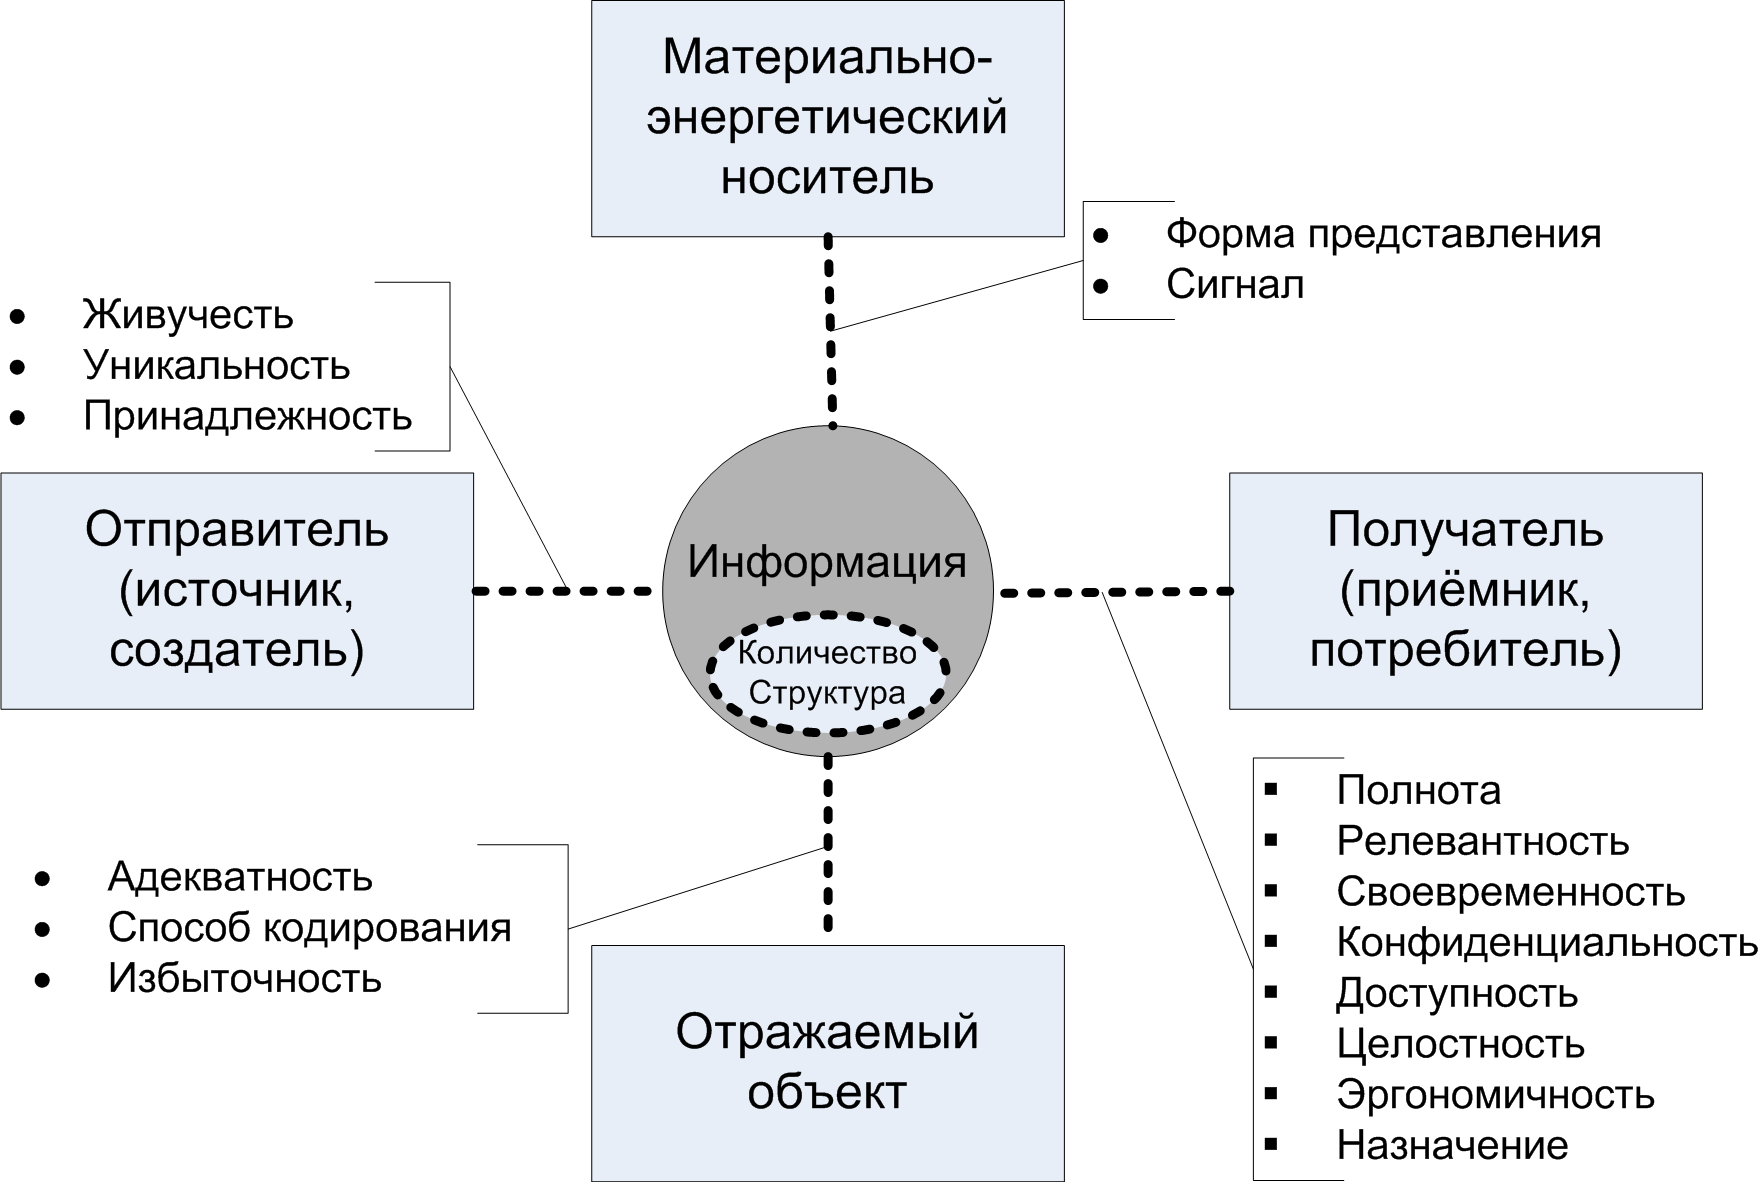 Материально-
энергетический
носитель
• Форма представления
• Сигнал
• Живучесть
• Уникальность
• Принадлежность
Отправитель
(источник,
создатель)
Информация
Количество
Структура
Получатель
(приёмник,
потребитель)
• Адекватность
• Способ кодирования
• Избыточность
Отражаемый
объект
▪ Полнота
▪ Релевантность
▪ Своевременность
▪ Конфиденциальность
▪ Доступность
▪ Целостность
▪ Эргономичность
▪ Назначение